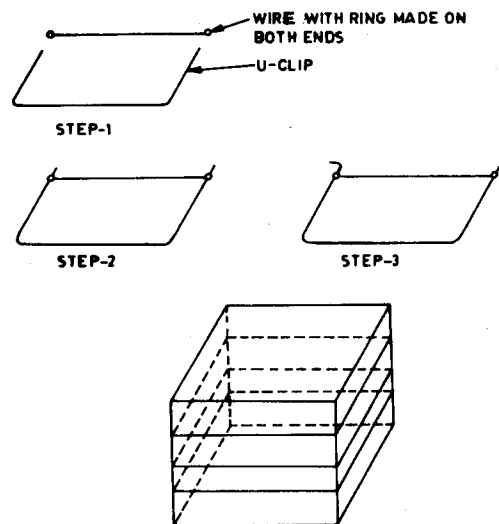 WIRE WITH RING MADE ON
BOTH ENDS
U-CLIP
STEP-1
STEP-2
STEP-3